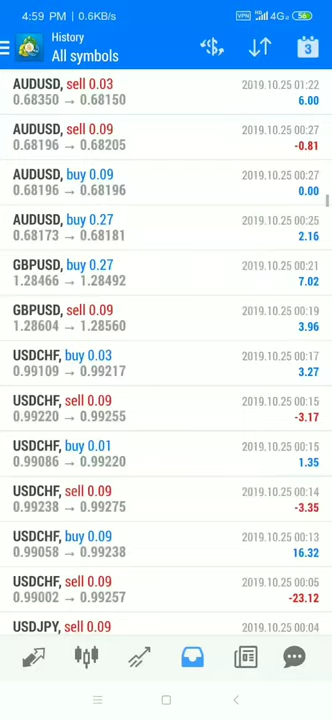 4:59 PM | 0.6KB/s VPN 4G 56
History
All symbols 3
AUDUSD, sell 0.03 2019.10.25 01:22
0.68350 → 0.68150 6.00
AUDUSD, sell 0.09 2019.10.25 00:27
0.68196 → 0.68205 -0.81
AUDUSD, buy 0.09 2019.10.25 00:27
0.68196 → 0.68196 0.00
AUDUSD, buy 0.27 2019.10.25 00:25
0.68173 → 0.68181 2.16
GBPUSD, buy 0.27 2019.10.25 00:21
1.28466 → 1.28492 7.02
GBPUSD, sell 0.09 2019.10.25 00:19
1.28604 → 1.28560 3.96
USDCHF, buy 0.03 2019.10.25 00:17
0.99109 → 0.99217 3.27
USDCHF, sell 0.09 2019.10.25 00:15
0.99220 → 0.99255 -3.17
USDCHF, buy 0.01 2019.10.25 00:15
0.99086 → 0.99220 1.35
USDCHF, sell 0.09 2019.10.25 00:14
0.99238 → 0.99275 -3.35
USDCHF, buy 0.09 2019.10.25 00:13
0.99058 → 0.99238 16.32
USDCHF, sell 0.09 2019.10.25 00:05
0.99002 → 0.99257 -23.12
USDJPY, sell 0.09 2019.10.25 00:04